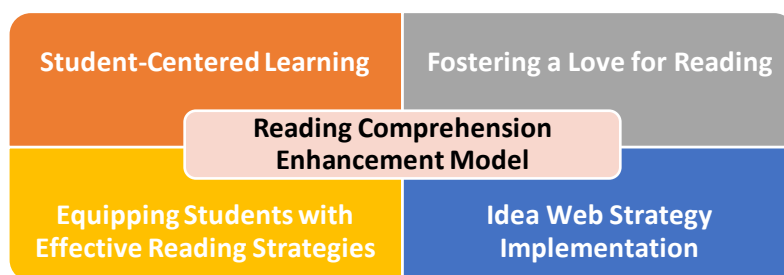 Student-Centered Learning
Fostering a Love for Reading
Reading Comprehension
Enhancement Model
Equipping Students with
Effective Reading Strategies
Idea Web Strategy
Implementation